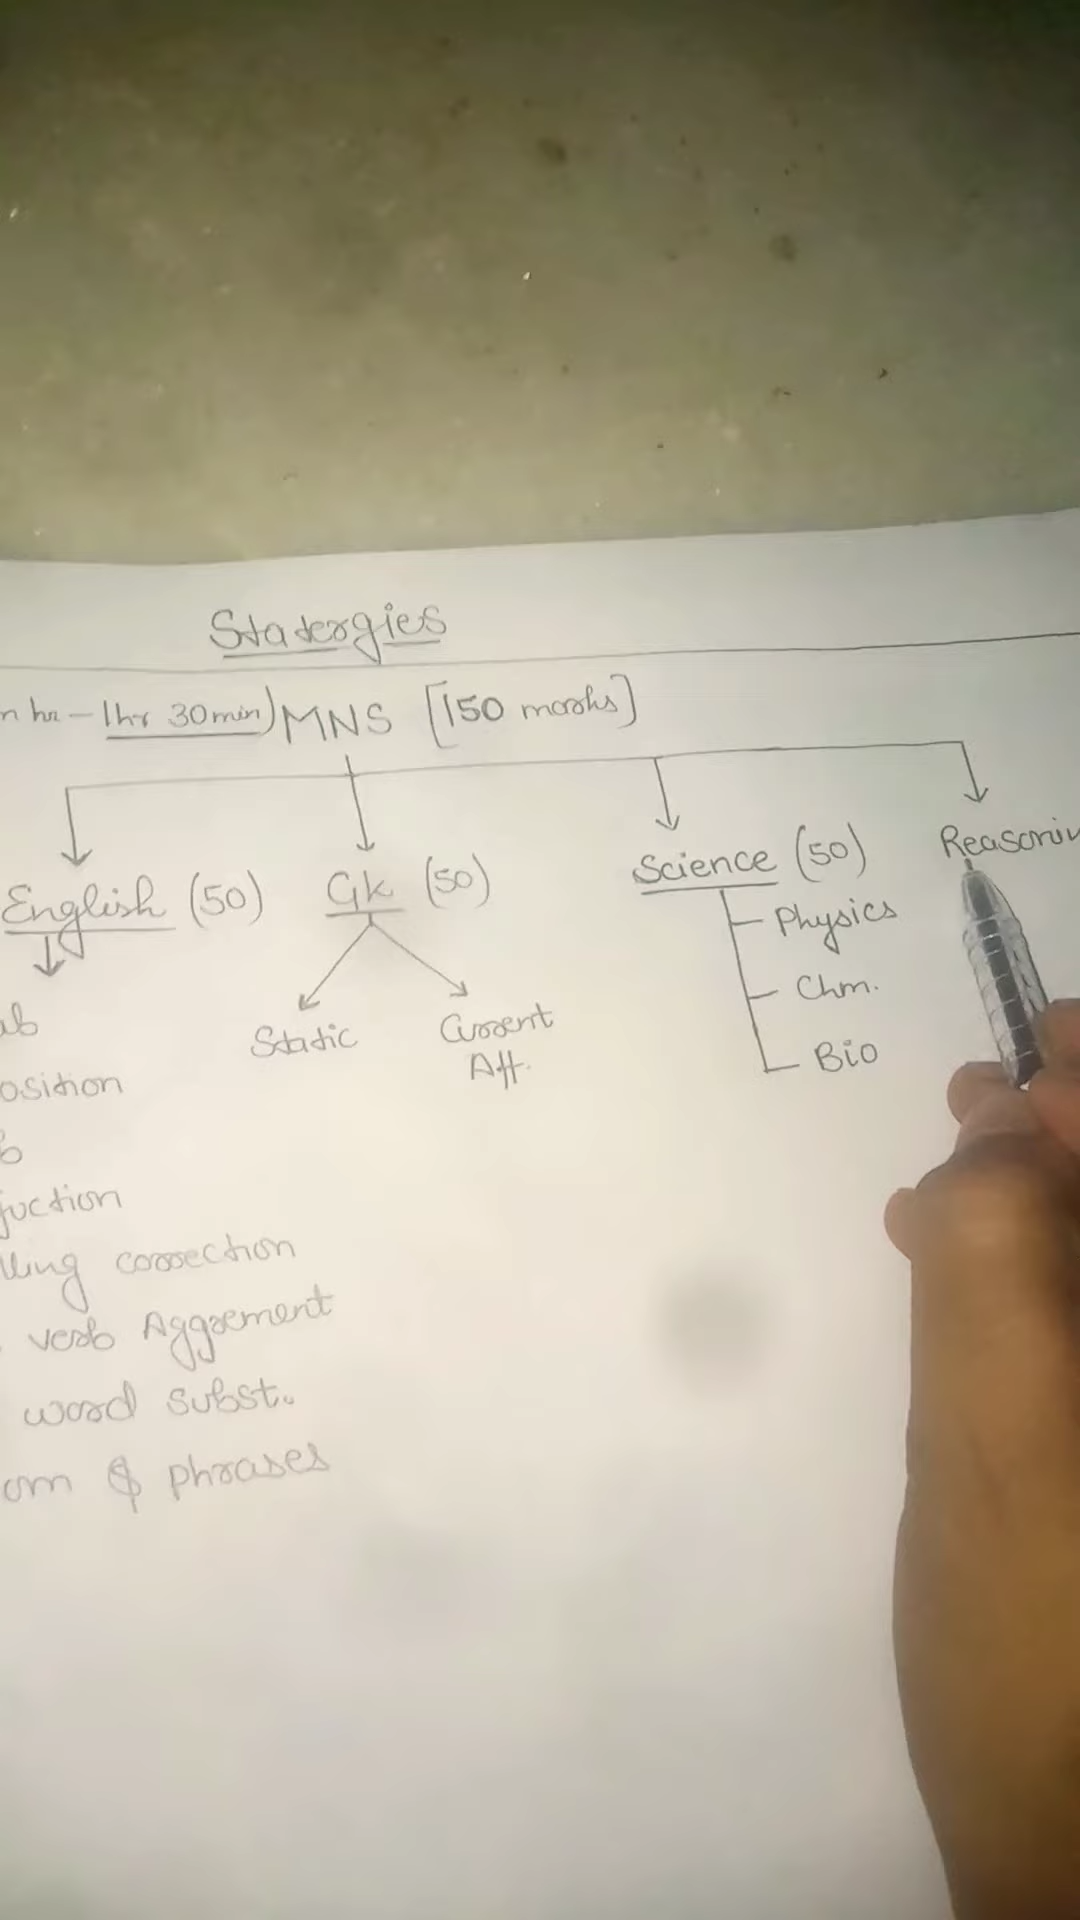 Statergies
hr - 1hr 30min) MNS [150 marks]
English (50) Gk (50) Science (50) Reasonin
Static Current Aff.
Physics
Chm.
Bio
osition
juction
lling correction
verb Aggrement
word subst.
om & phrases